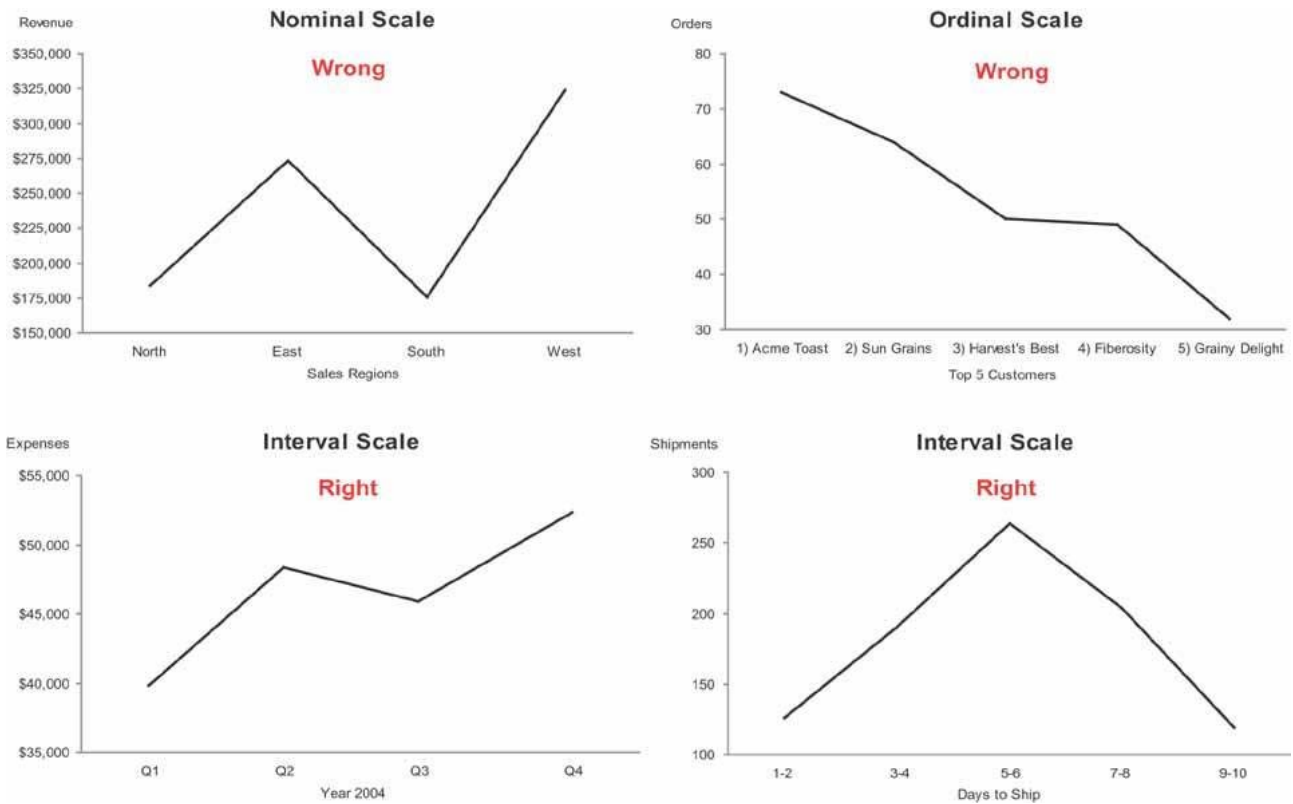 Nominal Scale
Revenue
Wrong
$350,000
$325,000
$300,000
$275,000
$250,000
$225,000
$200,000
$175,000
$150,000
North East South West
Sales Regions
Ordinal Scale
Orders
Wrong
80
70
60
50
40
30
1) Acme Toast 2) Sun Grains 3) Harvest's Best 4) Fiberosity 5) Grainy Delight
Top 5 Customers
Interval Scale
Expenses
Right
$55,000
$50,000
$45,000
$40,000
$35,000
Q1 Q2 Q3 Q4
Year 2004
Interval Scale
Shipments
Right
300
250
200
150
100
1-2 3-4 5-6 7-8 9-10
Days to Ship